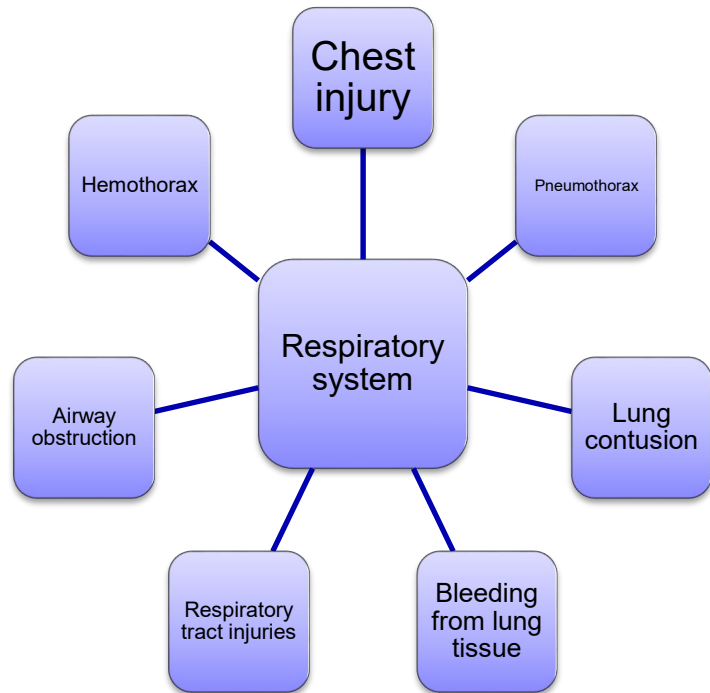 Chest
injury
Hemothorax
Pneumothorax
Respiratory
system
Airway
obstruction
Lung
contusion
Respiratory
tract injuries
Bleeding
from lung
tissue